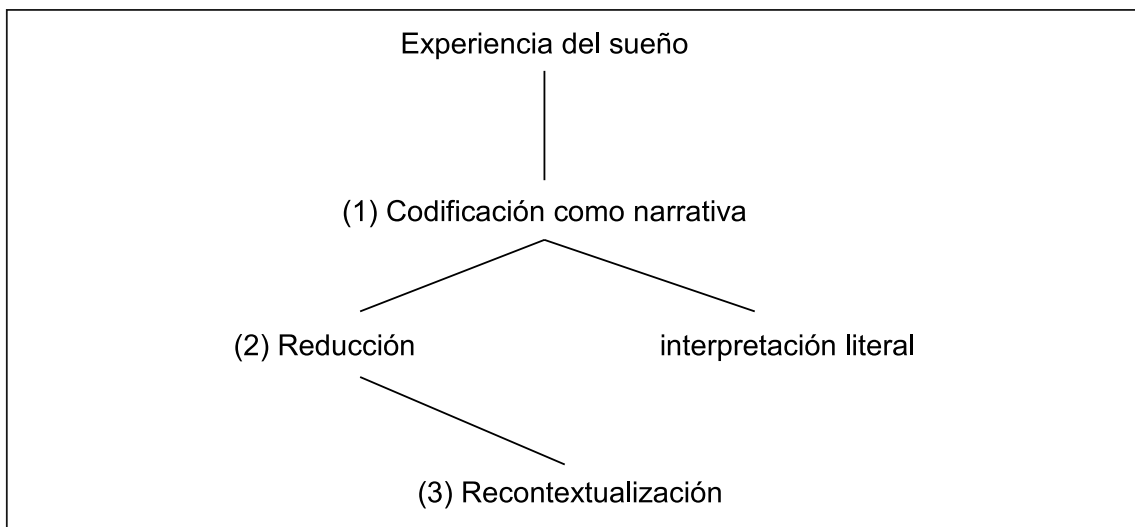 Experiencia del sueño
(1) Codificación como narrativa
(2) Reducción
interpretación literal
(3) Recontextualización